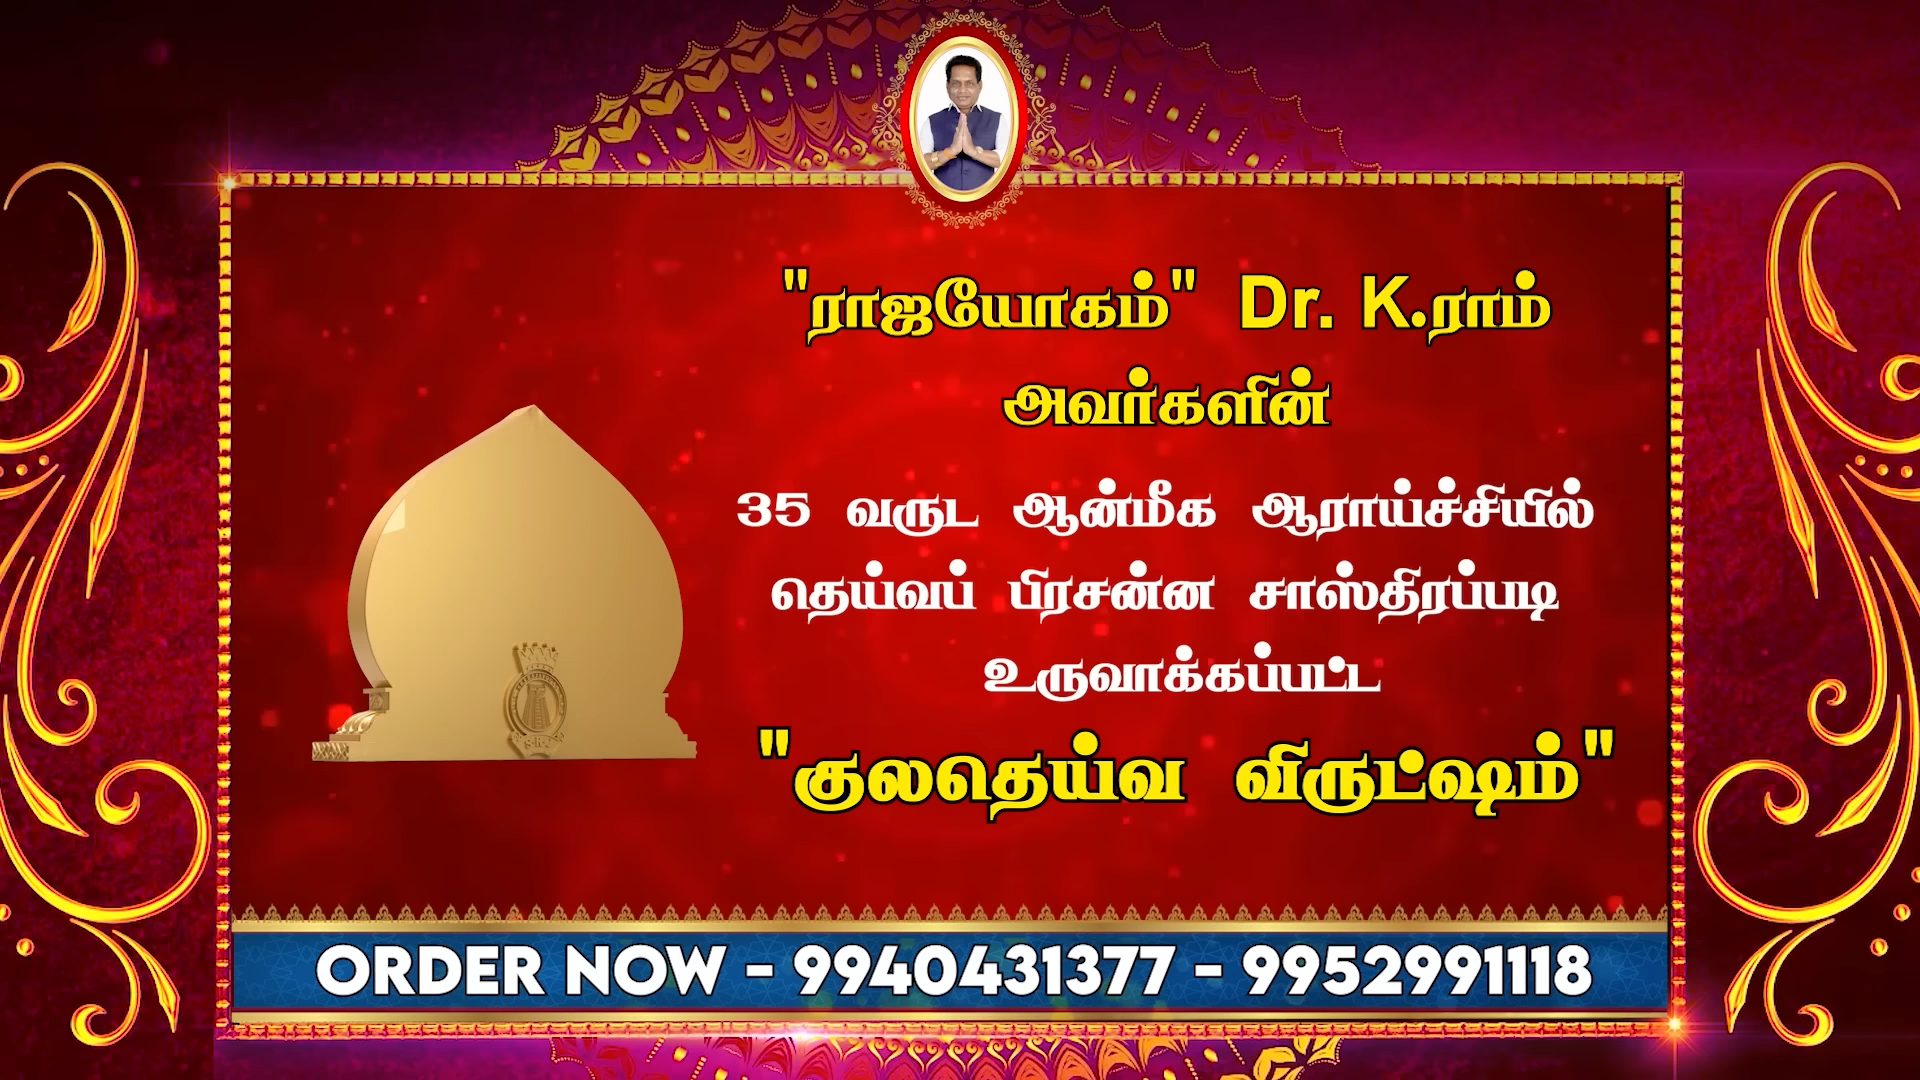 "ராஜயோகம்" Dr. K.ராம்
அவர்களின்
35 வருட ஆன்மீக ஆராய்ச்சியில்
தெய்வப் பிரசன்ன சாஸ்திரப்படி
உருவாக்கப்பட்ட
"குலதெய்வ விருட்ஷம்"
ORDER NOW - 9940431377 - 9952991118